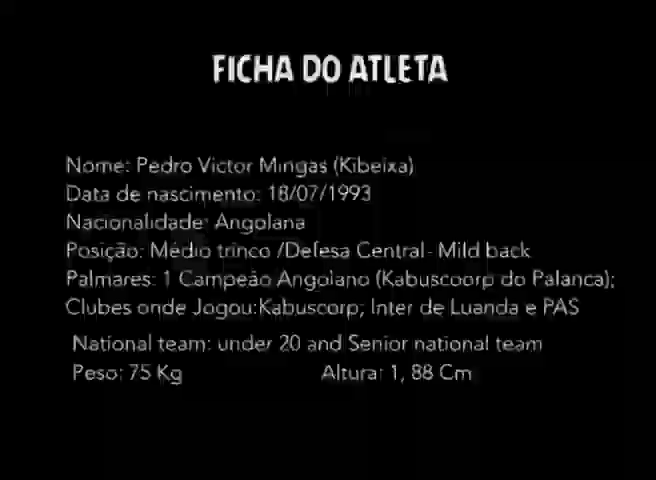 FICHA DO ATLETA
Nome: Pedro Victor Mingas (Kibeixa)
Data de nascimento: 18/07/1993
Nacionalidade: Angolana
Posição: Médio trinco /Defesa Central- Mild back
Palmares: 1 Campeão Angolano (Kabuscoorp do Palanca);
Clubes onde Jogou:Kabuscorp; Inter de Luanda e PAS
National team: under 20 and Senior national team
Peso: 75 Kg Altura: 1, 88 Cm